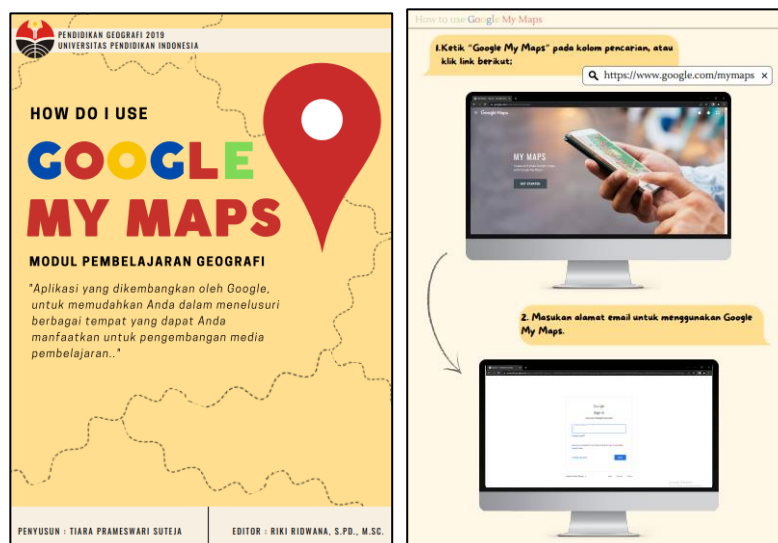 PENDIDIKAN GEOGRAFI 2019
UNIVERSITAS PENDIDIKAN INDONESIA
HOW DO I USE
GOOGLE
MY MAPS
MODUL PEMBELAJARAN GEOGRAFI
"Aplikasi yang dikembangkan oleh Google,
untuk memudahkan Anda dalam menelusuri
berbagai tempat yang dapat Anda
manfaatkan untuk pengembangan media
pembelajaran.."
PENYUSUN : TIARA PRAMESWARI SUTEJA
EDITOR : RIKI RIDWANA, S.PD., M.SC.
How to use Google My Maps
1.Ketik "Google My Maps" pada kolom pencarian, atau
klik link berikut;
https://www.google.com/mymaps ×
Google Maps
MY MAPS
GET STARTED
2. Masukan alamat email untuk menggunakan Google
My Maps.
Google
Sign in